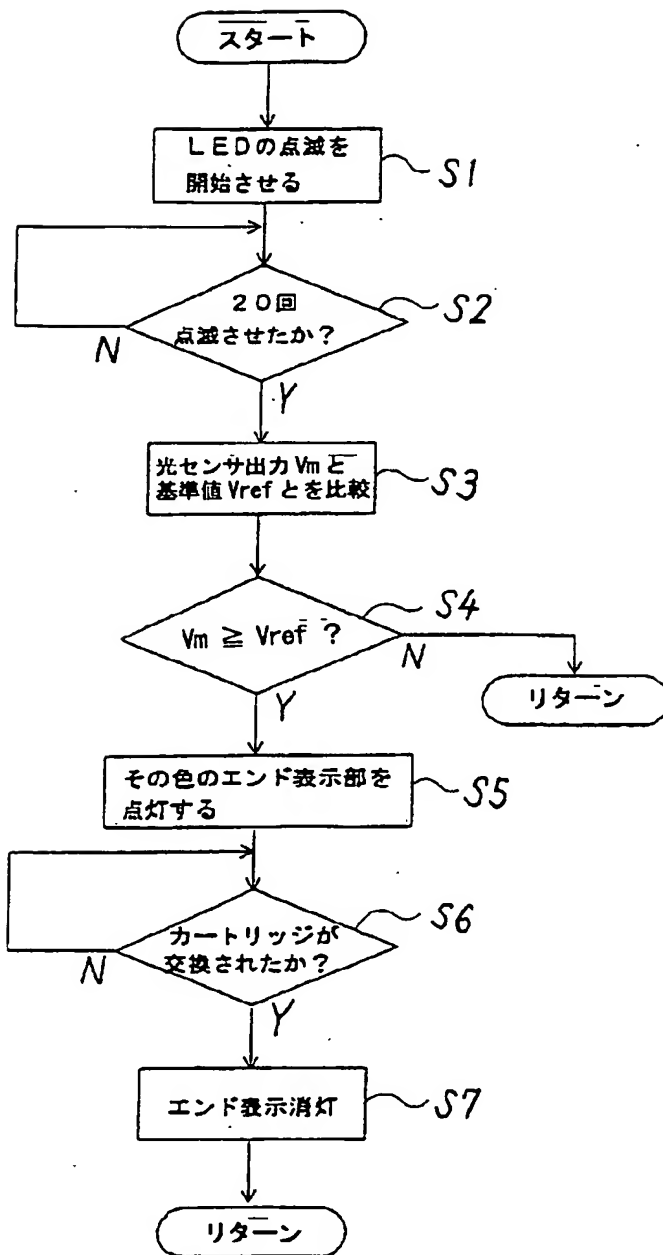 スタート
LEDの点滅を
開始させる
S1
20回
点滅させたか？
S2
N
Y
光センサ出力 Vm と
基準値 Vref とを比較
S3
Vm ≧ Vref ？
S4
N
リターン
Y
その色のエンド表示部を
点灯する
S5
カートリッジが
交換されたか？
S6
N
Y
エンド表示消灯
S7
リターン